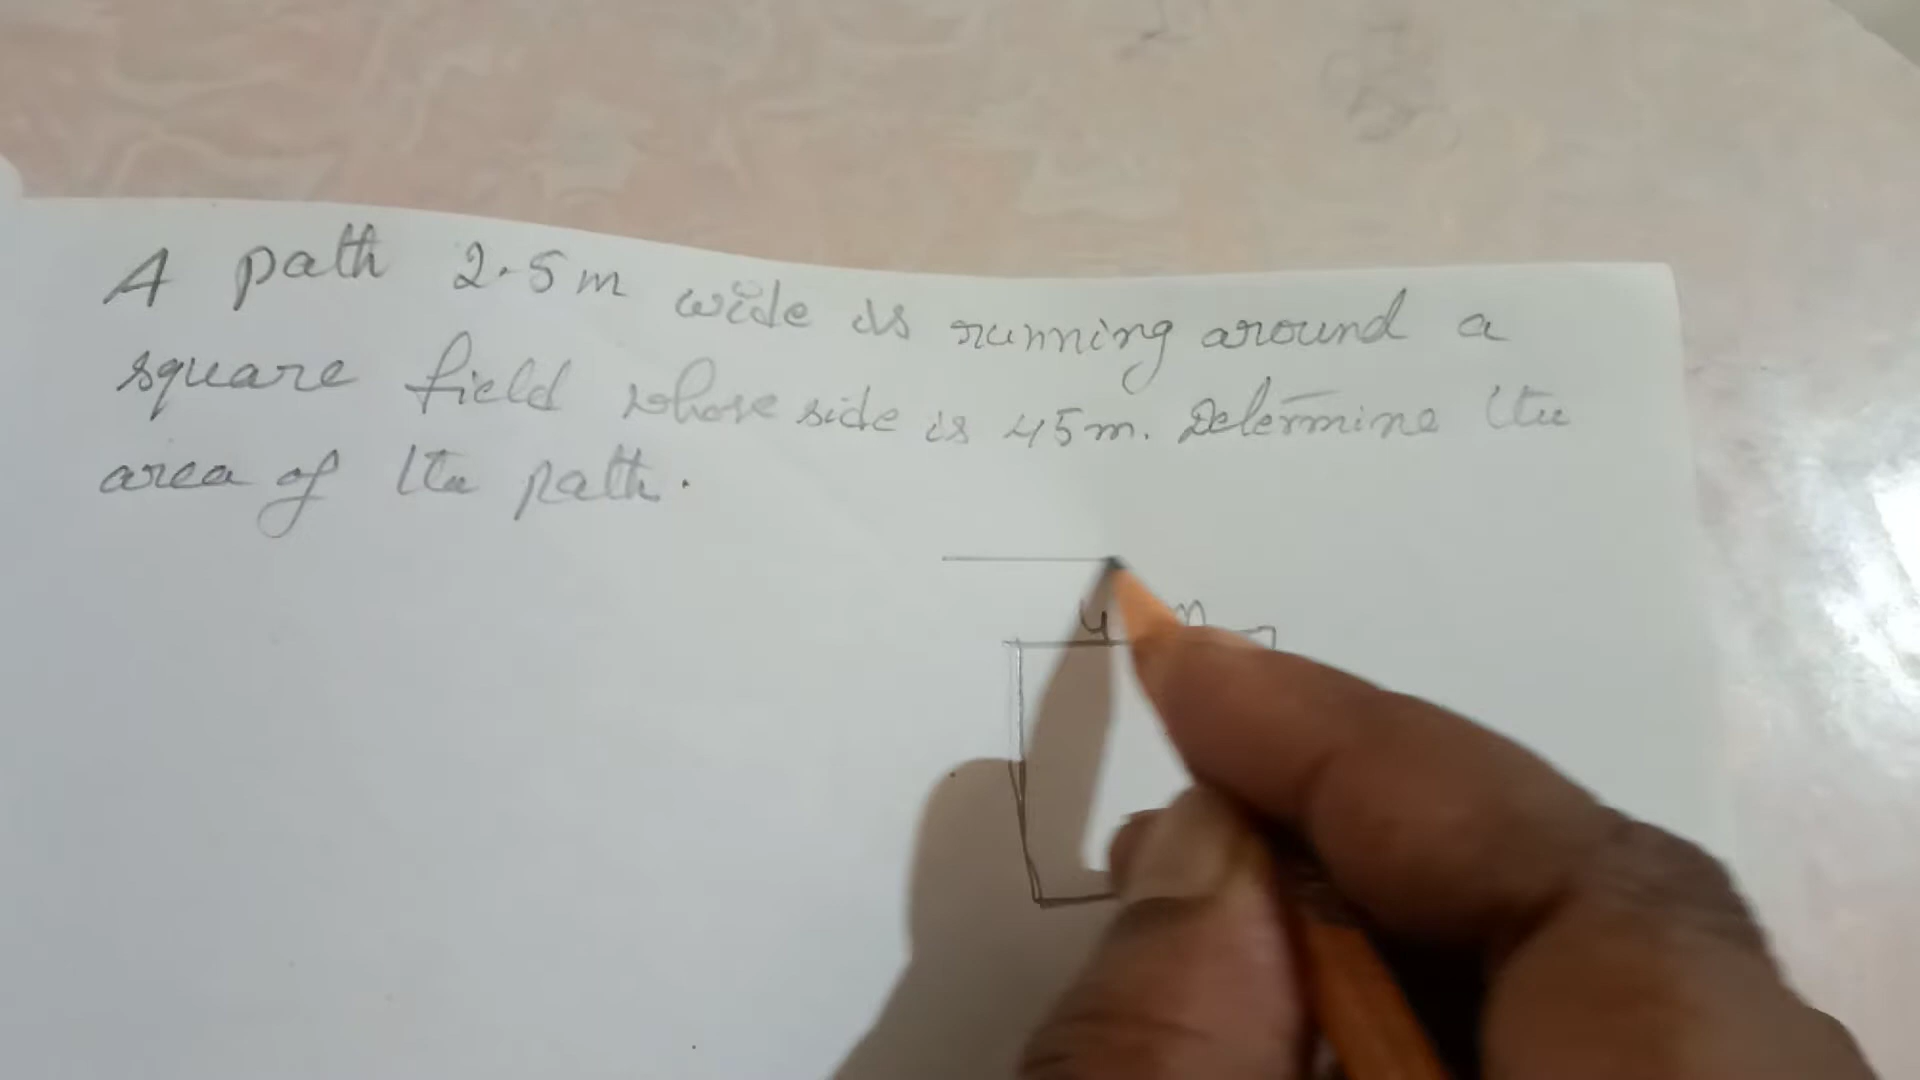 A path 2.5m wide is running around a
square field whose side is 45m. Determine the
area of the path.
4 m